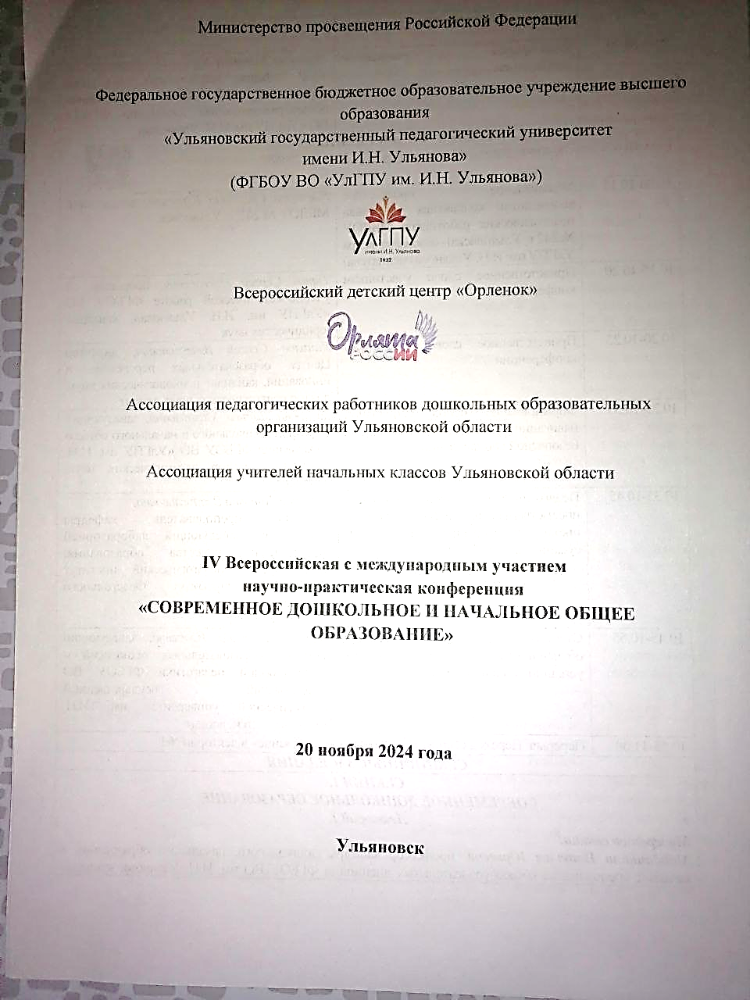 Министерство просвещения Российской Федерации
Федеральное государственное бюджетное образовательное учреждение высшего
образования
«Ульяновский государственный педагогический университет
имени И.Н. Ульянова»
(ФГБОУ ВО «УлГПУ им. И.Н. Ульянова»)
УлГПУ
имени И.Н. Ульянова
1932
Всероссийский детский центр «Орленок»
Орлята
РОССИИ
Ассоциация педагогических работников дошкольных образовательных
организаций Ульяновской области
Ассоциация учителей начальных классов Ульяновской области
IV Всероссийская с международным участием
научно-практическая конференция
«СОВРЕМЕННОЕ ДОШКОЛЬНОЕ И НАЧАЛЬНОЕ ОБЩЕЕ
ОБРАЗОВАНИЕ»
20 ноября 2024 года
Ульяновск